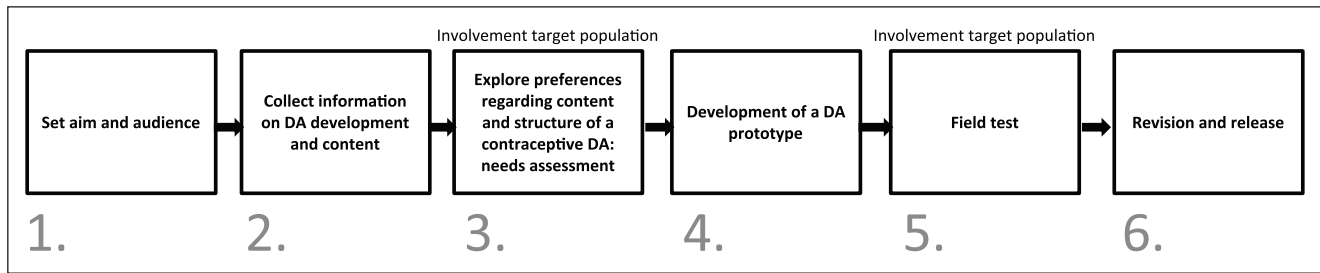 Involvement target population
Involvement target population
Set aim and audience
Collect information
on DA development
and content
Explore preferences
regarding content
and structure of a
contraceptive DA:
needs assessment
Development of a DA
prototype
Field test
Revision and release
1.
2.
3.
4.
5.
6.